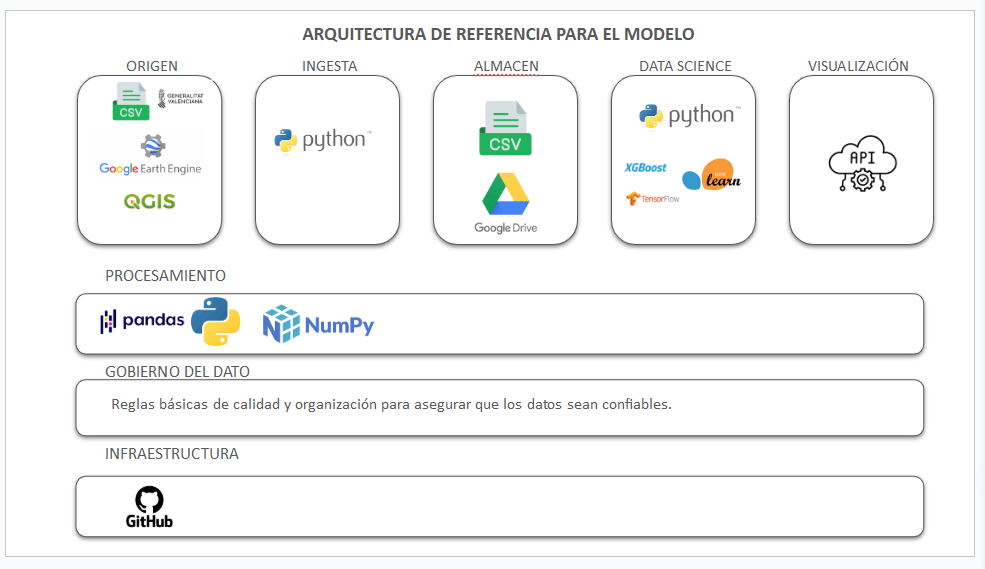 ARQUITECTURA DE REFERENCIA PARA EL MODELO
ORIGEN
INGESTA
ALMACEN
DATA SCIENCE
VISUALIZACIÓN
CSV
GENERALITAT
VALENCIANA
Google Earth Engine
QGIS
python™
CSV
Google Drive
python™
XGBoost
learn
TensorFlow
API
PROCESAMIENTO
pandas
NumPy
GOBIERNO DEL DATO
Reglas básicas de calidad y organización para asegurar que los datos sean confiables.
INFRAESTRUCTURA
GitHub